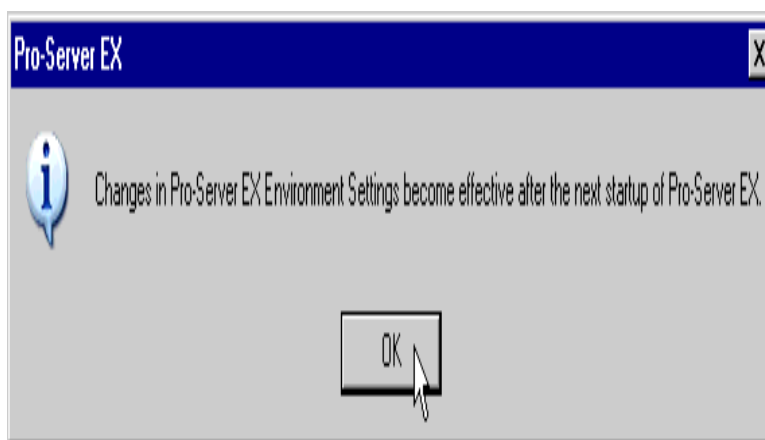 Pro-Server EX
Changes in Pro-Server EX Environment Settings become effective after the next startup of Pro-Server EX.
OK